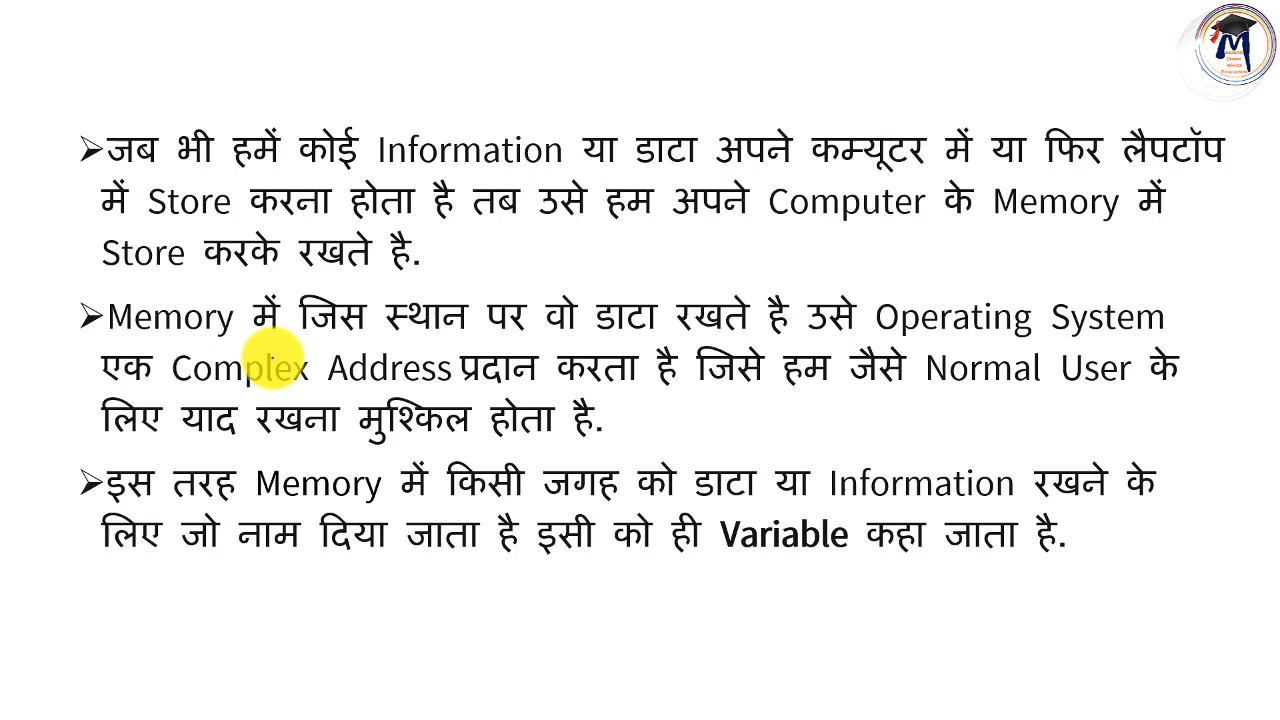 ➢जब भी हमें कोई Information या डाटा अपने कम्प्यूटर में या फिर लैपटॉप
में Store करना होता है तब उसे हम अपने Computer के Memory में
Store करके रखते है.
➢Memory में जिस स्थान पर वो डाटा रखते है उसे Operating System
एक Complex Address प्रदान करता है जिसे हम जैसे Normal User के
लिए याद रखना मुश्किल होता है.
➢इस तरह Memory में किसी जगह को डाटा या Information रखने के
लिए जो नाम दिया जाता है इसी को ही Variable कहा जाता है.